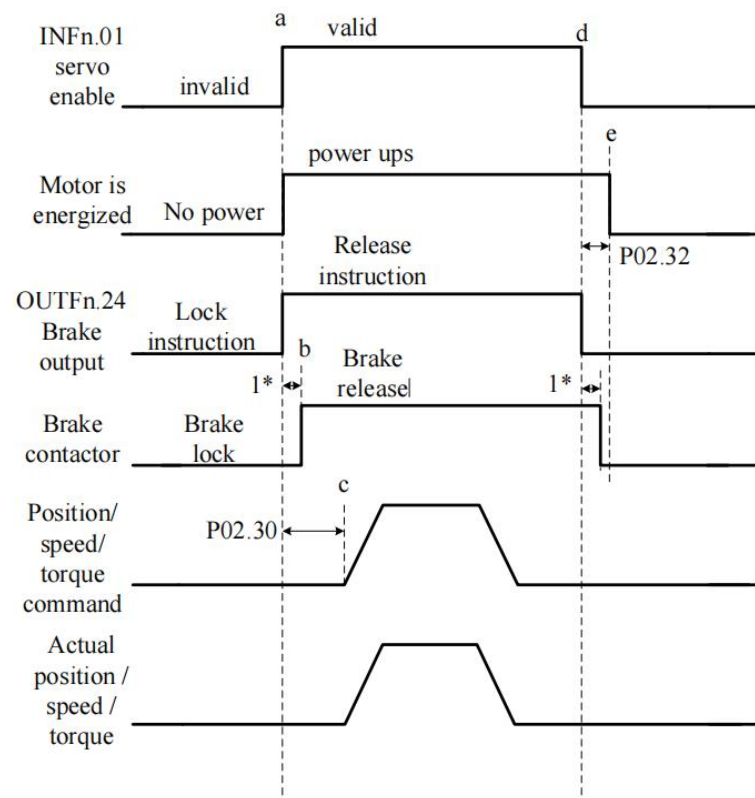 a
INFn.01
servo
enable
valid
d
invalid
e
power ups
Motor is
energized
No power
P02.32
Release
instruction
OUTFn.24
Brake
output
Lock
instruction
b
1*
Brake
release
1*
Brake
contactor
Brake
lock
c
Position/
speed/
torque
command
P02.30
Actual
position /
speed /
torque